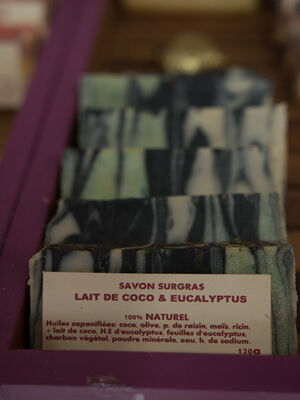 SAVON SURGRAS
LAIT DE COCO & EUCALYPTUS
100% NATUREL
Huiles saponifiées: coco, olive, p. de raisin, maïs, ricin.
+ lait de coco, H.E d'eucalyptus, feuilles d'eucalyptus,
charbon végétal, poudre minérale, eau, h. de sodium.
120g